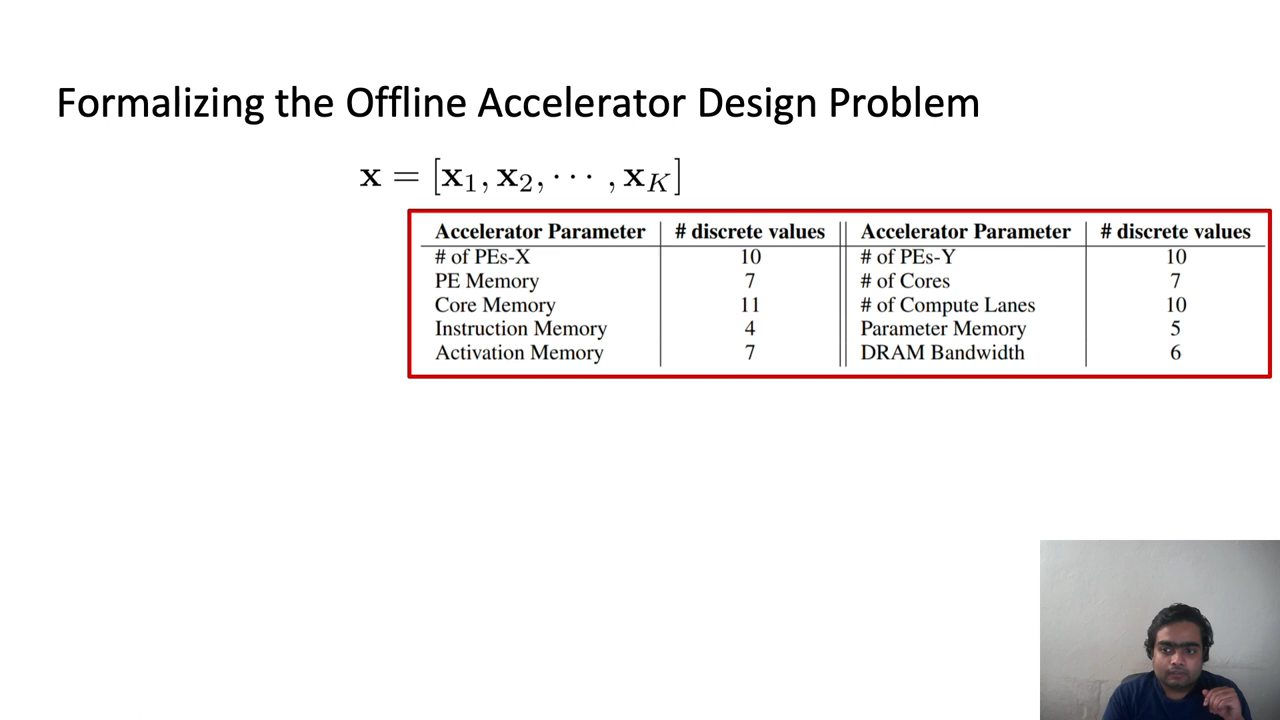 Formalizing the Offline Accelerator Design Problem
x = [x₁, x₂, ⋯ , x_K]
Accelerator Parameter # discrete values Accelerator Parameter # discrete values
# of PEs-X 10 # of PEs-Y 10
PE Memory 7 # of Cores 7
Core Memory 11 # of Compute Lanes 10
Instruction Memory 4 Parameter Memory 5
Activation Memory 7 DRAM Bandwidth 6